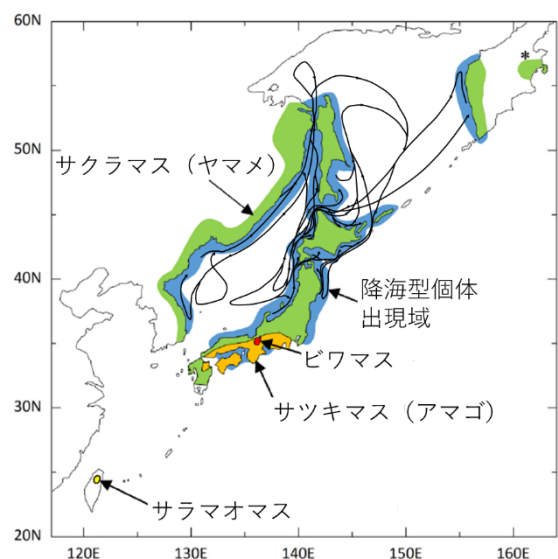 60N
*
50N
サクラマス（ヤマメ）
40N
降海型個体
出現域
ビワマス
サツキマス（アマゴ）
30N
サラマオマス
20N
120E
130E
140E
150E
160E